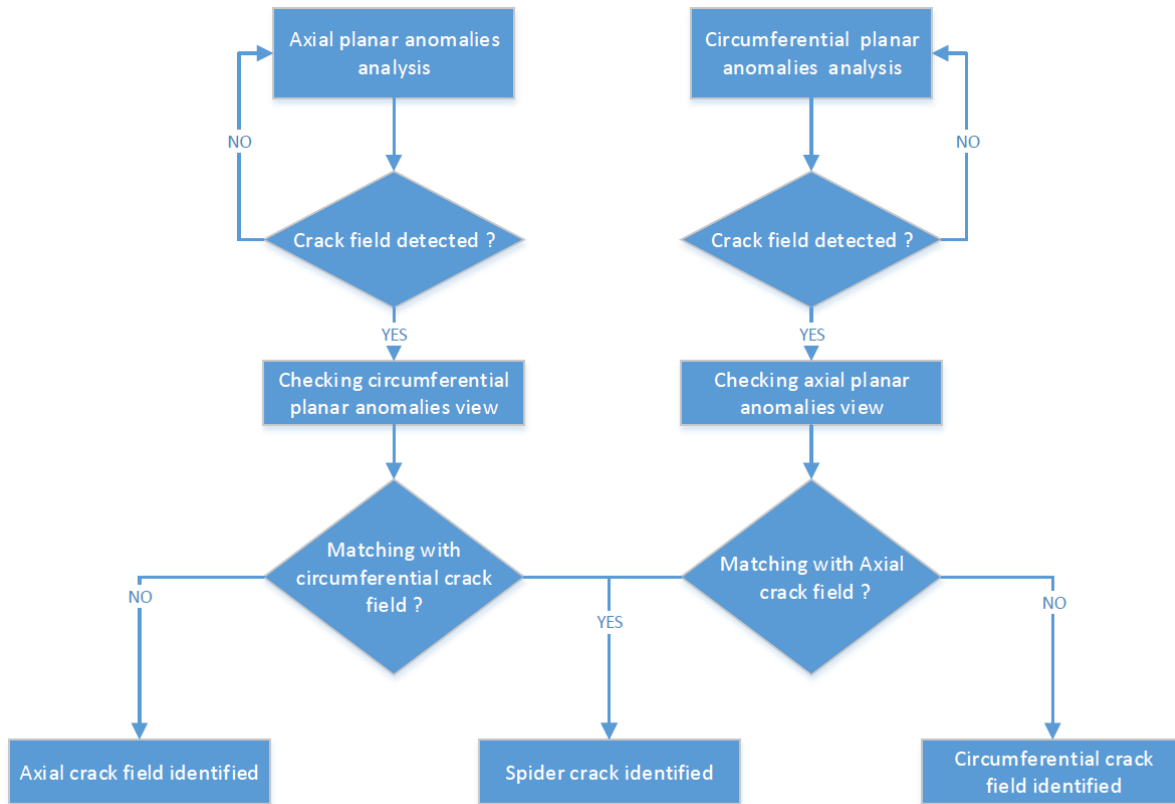 Axial planar anomalies
analysis
Circumferential planar
anomalies analysis
NO
NO
Crack field detected ?
Crack field detected ?
YES
YES
Checking circumferential
planar anomalies view
Checking axial planar
anomalies view
Matching with
circumferential crack
field ?
Matching with Axial
crack field ?
NO
YES
NO
Axial crack field identified
Spider crack identified
Circumferential crack
field identified